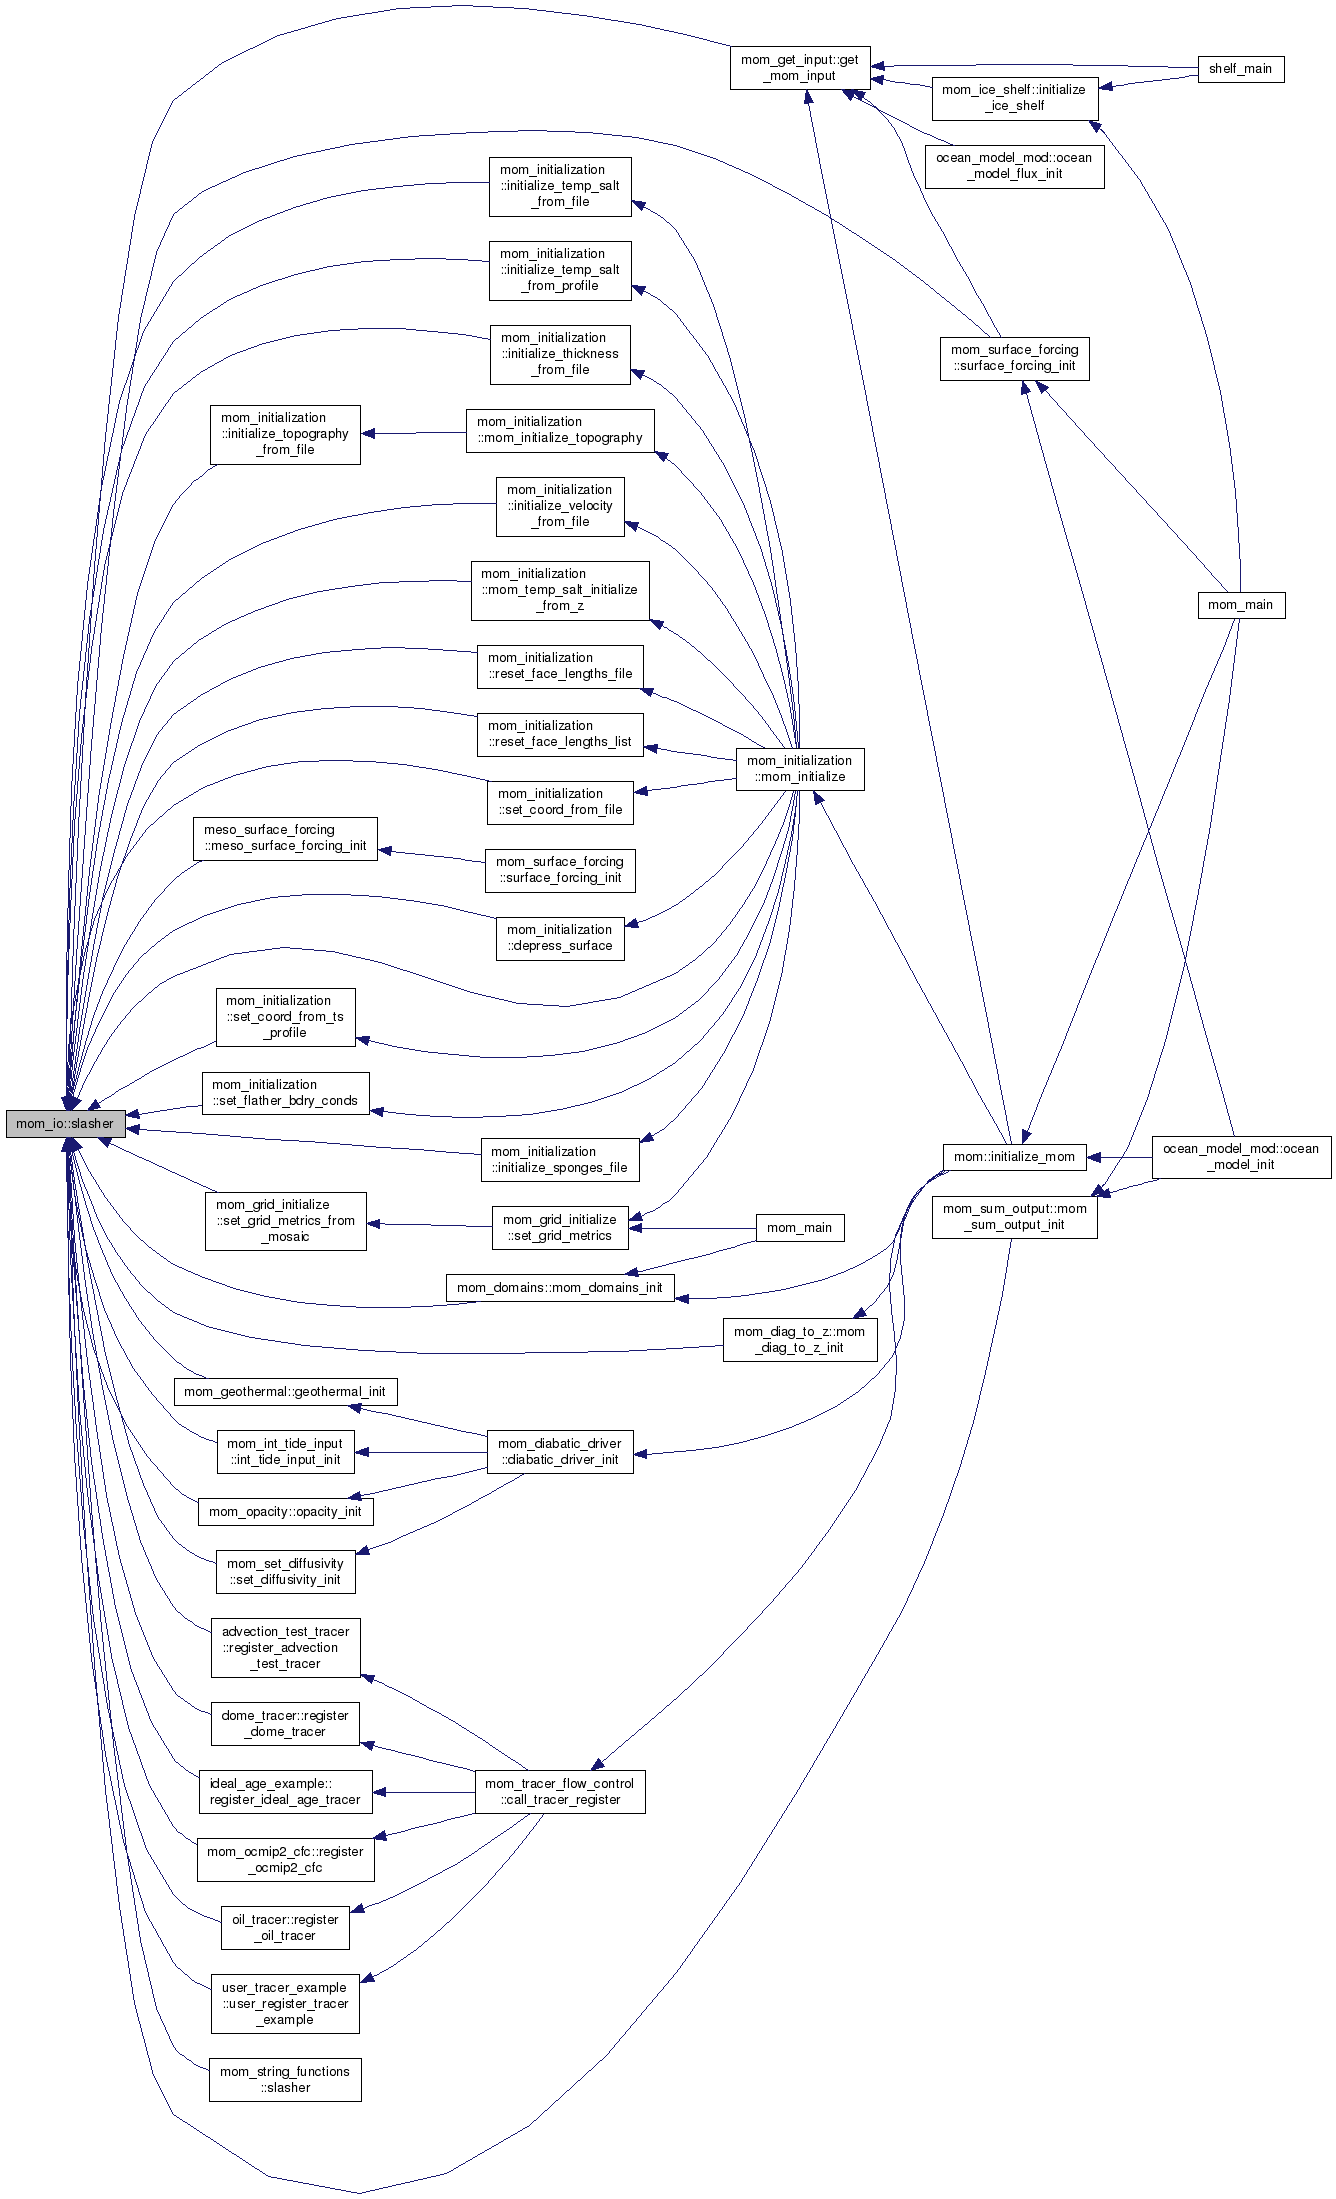 mom_get_input::get
_mom_input
shelf_main
mom_ice_shelf::initialize
_ice_shelf
ocean_model_mod::ocean
_model_flux_init
mom_initialization
::initialize_temp_salt
_from_file
mom_initialization
::initialize_temp_salt
_from_profile
mom_initialization
::initialize_thickness
_from_file
mom_surface_forcing
::surface_forcing_init
mom_initialization
::initialize_topography
_from_file
mom_initialization
::mom_initialize_topography
mom_initialization
::initialize_velocity
_from_file
mom_initialization
::mom_temp_salt_initialize
_from_z
mom_main
mom_initialization
::reset_face_lengths_file
mom_initialization
::reset_face_lengths_list
mom_initialization
::mom_initialize
mom_initialization
::set_coord_from_file
meso_surface_forcing
::meso_surface_forcing_init
mom_surface_forcing
::surface_forcing_init
mom_initialization
::depress_surface
mom_initialization
::set_coord_from_ts
_profile
mom_initialization
::set_flather_bdry_conds
mom_io::slasher
mom_initialization
::initialize_sponges_file
mom::initialize_mom
ocean_model_mod::ocean
_model_init
mom_grid_initialize
::set_grid_metrics_from
_mosaic
mom_grid_initialize
::set_grid_metrics
mom_main
mom_sum_output::mom
_sum_output_init
mom_domains::mom_domains_init
mom_diag_to_z::mom
_diag_to_z_init
mom_geothermal::geothermal_init
mom_int_tide_input
::int_tide_input_init
mom_diabatic_driver
::diabatic_driver_init
mom_opacity::opacity_init
mom_set_diffusivity
::set_diffusivity_init
advection_test_tracer
::register_advection
_test_tracer
dome_tracer::register
_dome_tracer
ideal_age_example::
register_ideal_age_tracer
mom_tracer_flow_control
::call_tracer_register
mom_ocmip2_cfc::register
_ocmip2_cfc
oil_tracer::register
_oil_tracer
user_tracer_example
::user_register_tracer
_example
mom_string_functions
::slasher